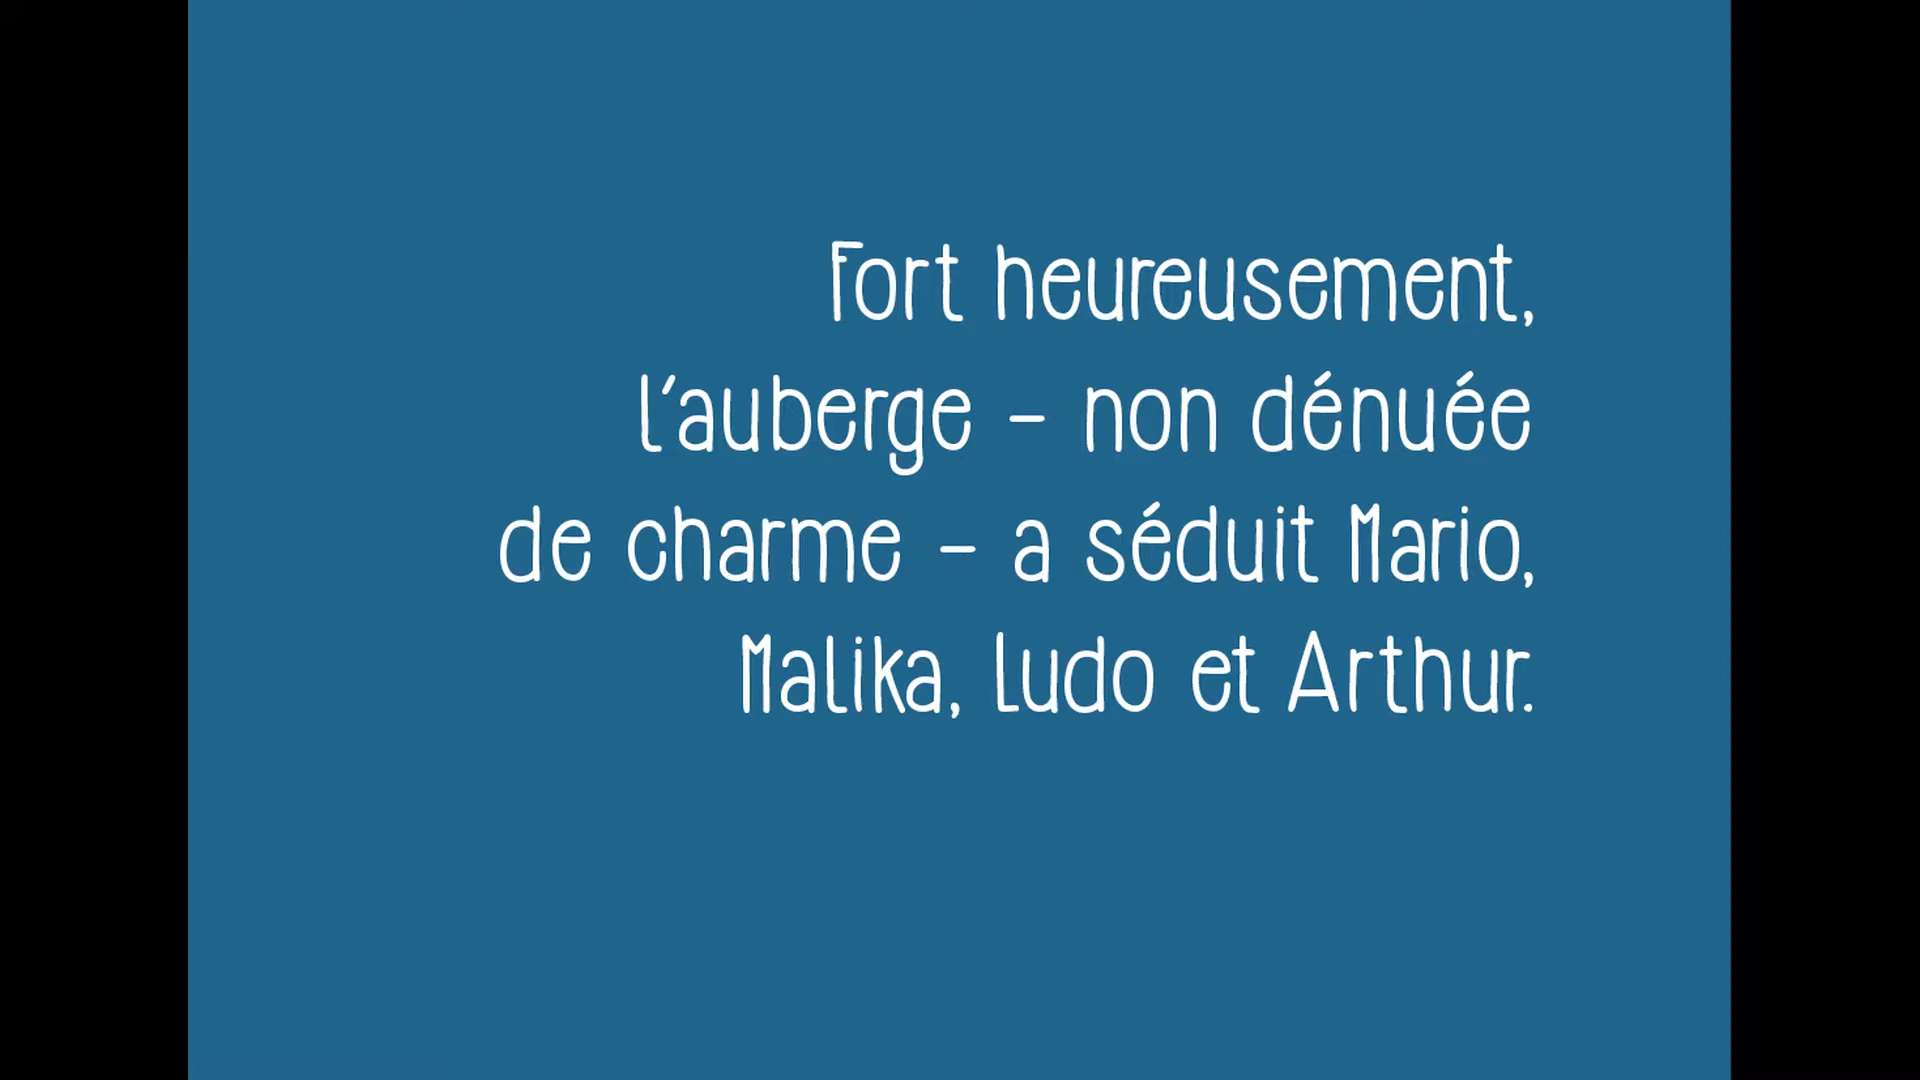 Fort heureusement,
l'auberge – non dénuée
de charme – a séduit Mario,
Malika, Ludo et Arthur.